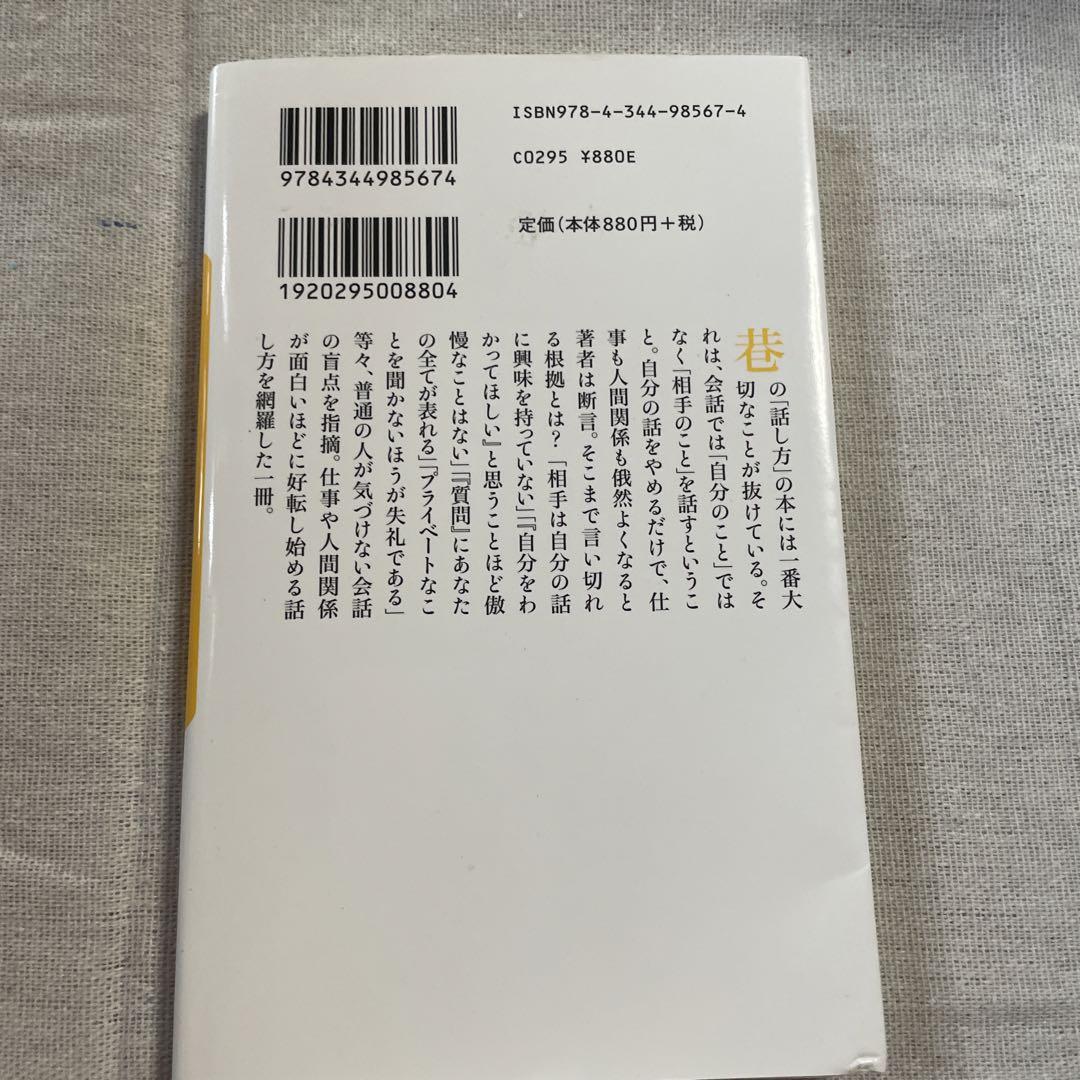 ISBN978-4-344-98567-4
C0295 ¥880E
9784344985674
定価(本体880円+税)
1920295008804
巷の「話し方」の本には一番大
切なことが抜けている。そ
れは、会話では「自分のこと」では
なく「相手のこと」を話すというこ
と。自分の話をやめるだけで、仕
事も人間関係も俄然よくなると
著者は断言。そこまで言い切れ
る根拠とは?「相手は自分の話
に興味を持っていない」「『自分をわ
かってほしい』と思うことほど傲
慢なことはない」「『質問』にあなた
の全てが表れる」「プライベートなこ
とを聞かないほうが失礼である」
等々、普通の人が気づけない会話
の盲点を指摘。仕事や人間関係
が面白いほどに好転し始める話
し方を網羅した一冊。